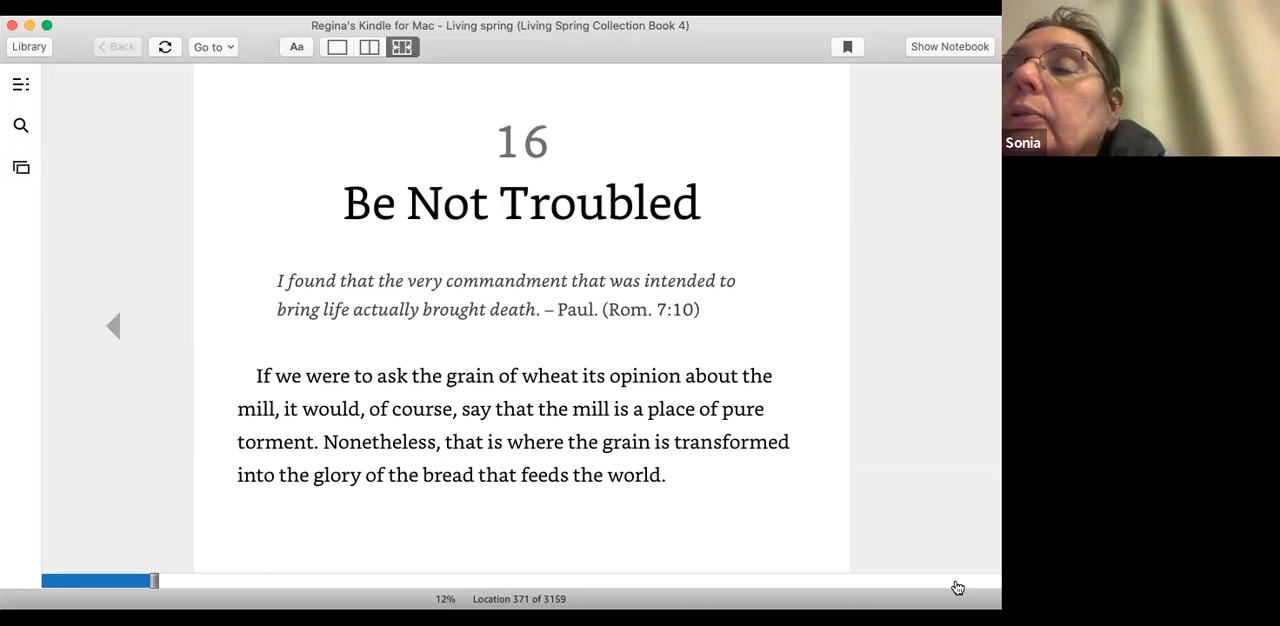 Regina's Kindle for Mac - Living spring (Living Spring Collection Book 4)
Library
Back
Go to
Aa
Show Notebook
16
Be Not Troubled
I found that the very commandment that was intended to
bring life actually brought death. – Paul. (Rom. 7:10)
If we were to ask the grain of wheat its opinion about the
mill, it would, of course, say that the mill is a place of pure
torment. Nonetheless, that is where the grain is transformed
into the glory of the bread that feeds the world.
12% Location 371 of 3159
Sonia